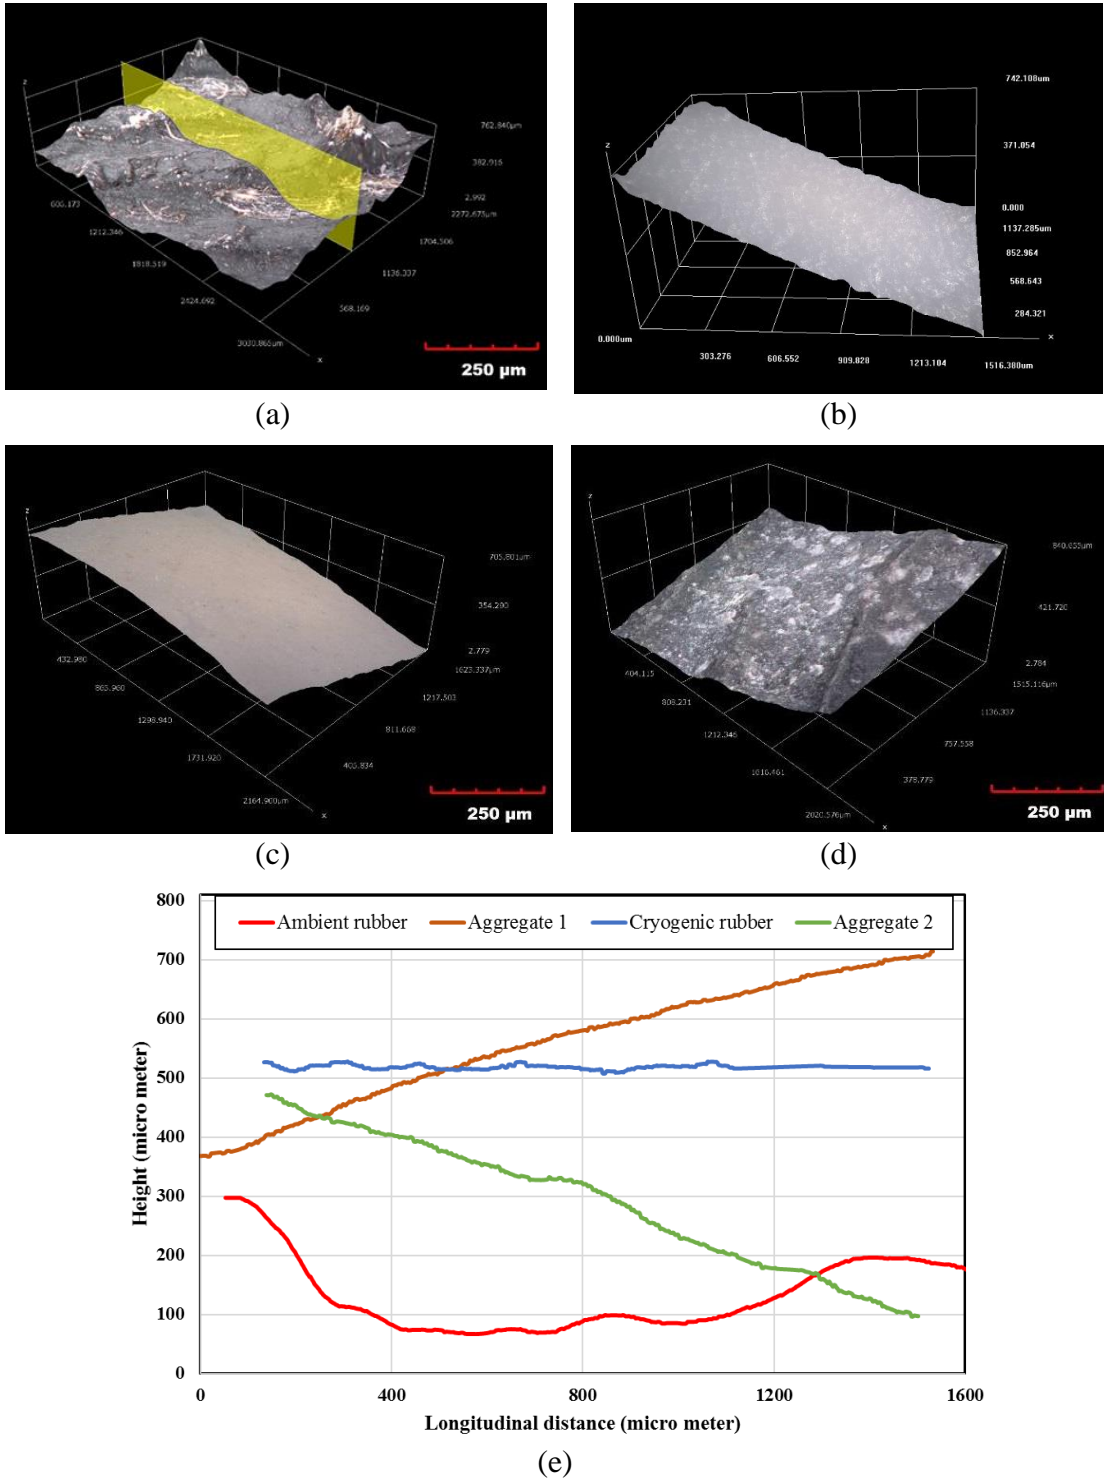 z
762.840µm
382.916
2.992
2272.675µm
1704.506
1136.337
568.169
606.173
1212.346
1818.519
2424.692
3030.865µm
x
250 µm
(a)
742.108um
371.054
z
0.000
1137.285um
852.964
568.643
284.321
0.000um
x
303.276
606.552
909.828
1213.104
1516.380um
(b)
z
705.801µm
354.290
2.779
1623.337µm
1217.503
811.668
405.834
432.980
865.960
1298.940
1731.920
2164.900µm
x
250 µm
(c)
z
840.655µm
421.720
2.784
1515.116µm
1136.337
757.558
378.779
404.115
808.231
1212.346
1616.461
2020.576µm
x
250 µm
(d)
Ambient rubber Aggregate 1 Cryogenic rubber Aggregate 2
800
700
600
500
400
300
200
100
0
Height (micro meter)
0 400 800 1200 1600
Longitudinal distance (micro meter)
(e)